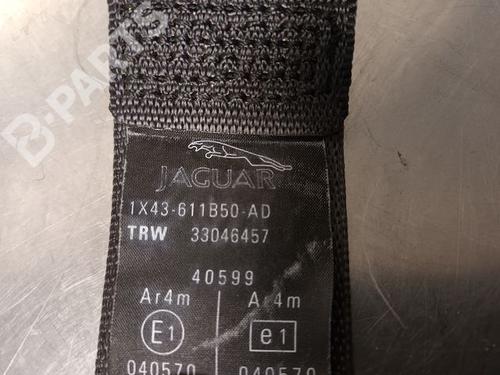 B-PARTS
JAGUAR
1X43-611B50-AD
TRW 33046457
40599
Ar4m Ar4m
E1 e1
040570 040570